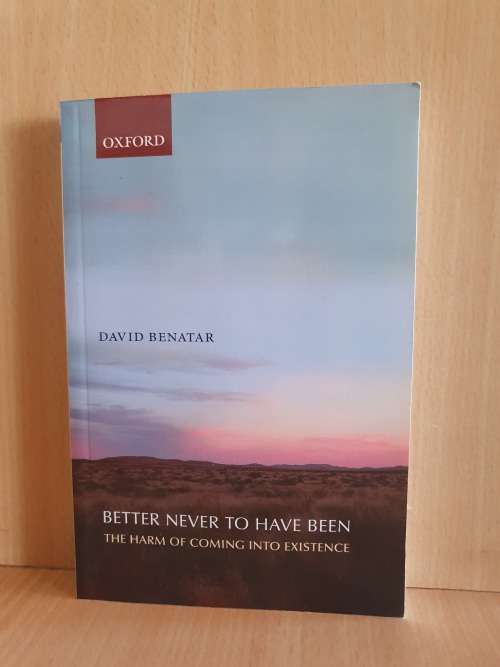 OXFORD
DAVID BENATAR
BETTER NEVER TO HAVE BEEN
THE HARM OF COMING INTO EXISTENCE